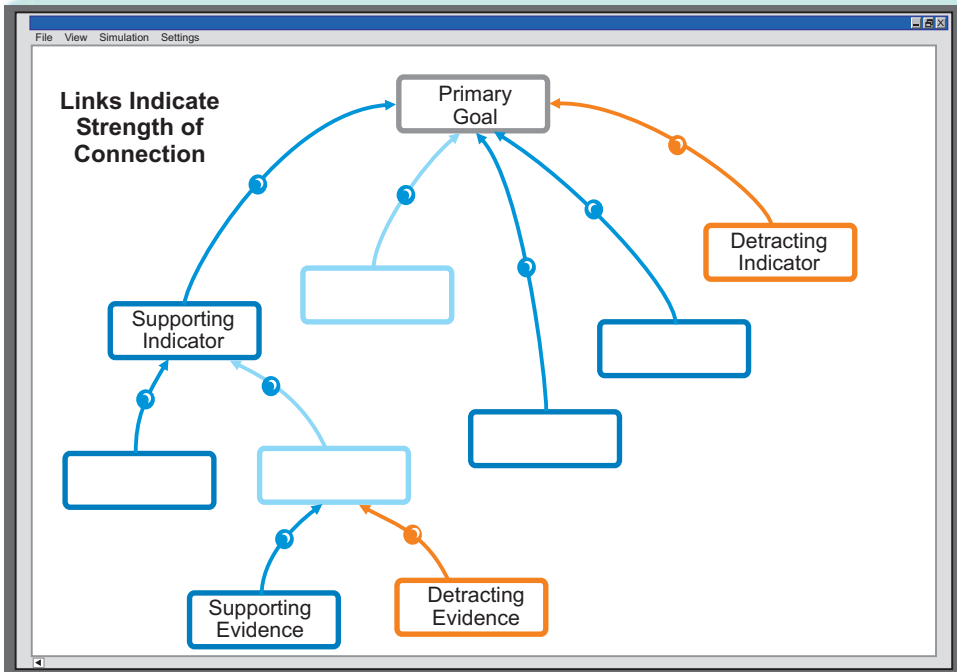 File View Simulation Settings
Links Indicate
Strength of
Connection
Primary
Goal
Detracting
Indicator
Supporting
Indicator
Supporting
Evidence
Detracting
Evidence